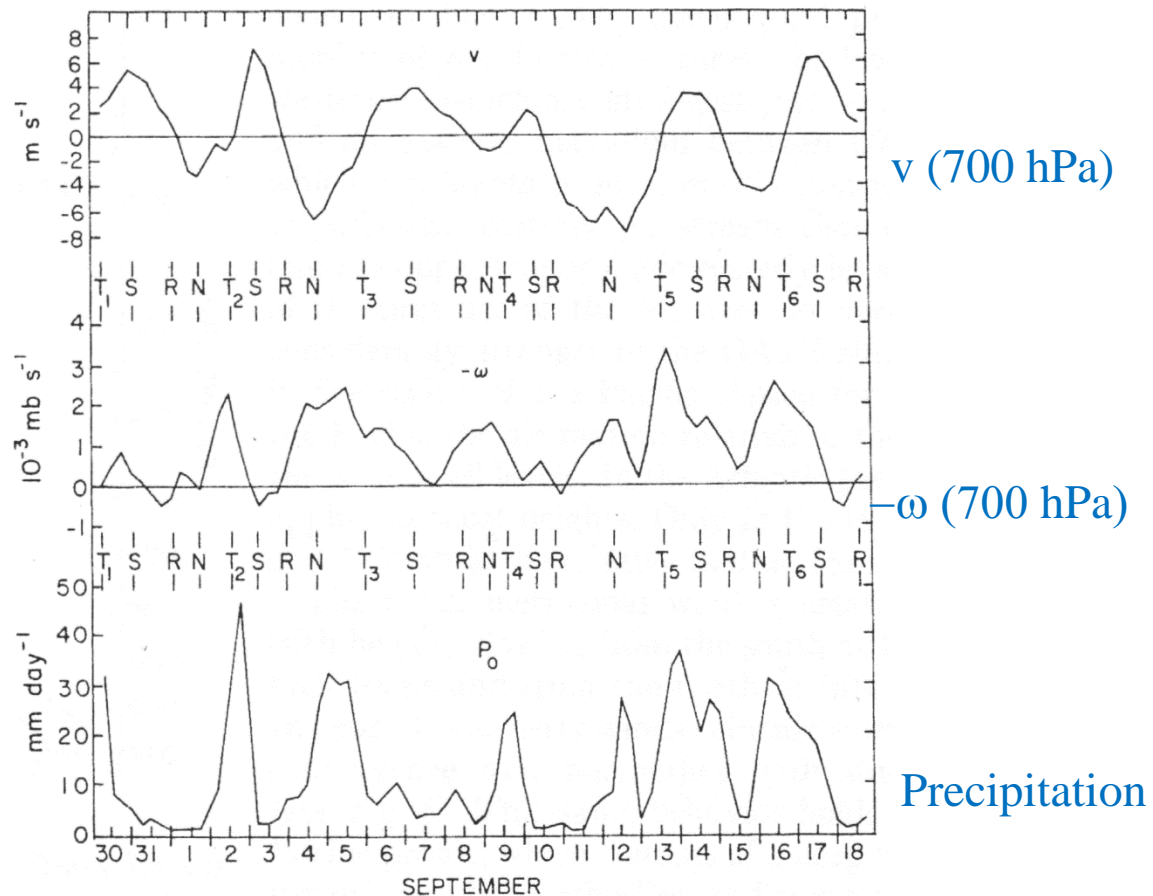 8
6
4
2
0
-2
-4
-6
-8
m s⁻¹
v
v (700 hPa)
T₁ S R N T₂ S R N T₃ S R N T₄ S R N T₅ S R N T₆ S R
4
3
2
1
0
-1
10⁻³ mb s⁻¹
-ω
−ω (700 hPa)
T₁ S R N T₂ S R N T₃ S R N T₄ S R N T₅ S R N T₆ S R
50
40
30
20
10
0
mm day⁻¹
P₀
Precipitation
30 31 1 2 3 4 5 6 7 8 9 10 11 12 13 14 15 16 17 18
SEPTEMBER